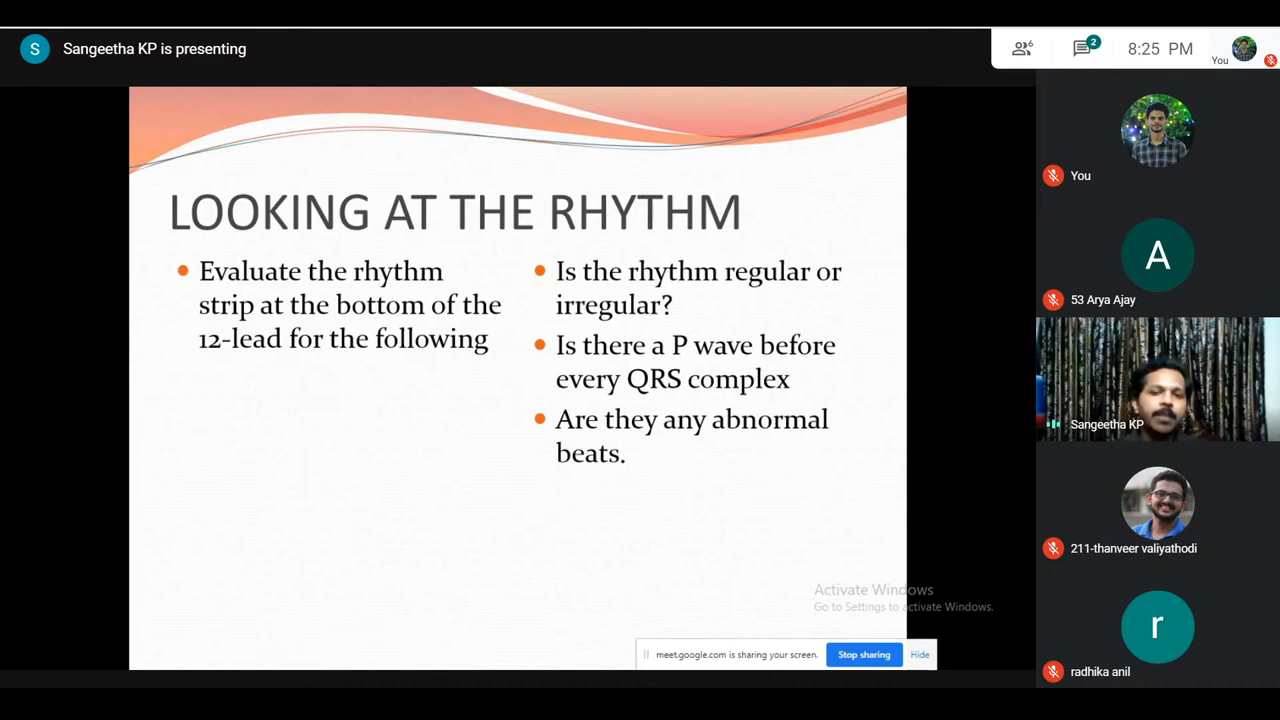 S
Sangeetha KP is presenting
6
2
8:25 PM
You
LOOKING AT THE RHYTHM
Evaluate the rhythm
strip at the bottom of the
12-lead for the following
Is the rhythm regular or
irregular?
Is there a P wave before
every QRS complex
Are they any abnormal
beats.
Activate Windows
Go to Settings to activate Windows.
meet.google.com is sharing your screen.
Stop sharing
Hide
You
A
53 Arya Ajay
Sangeetha KP
211-thanveer valiyathodi
r
radhika anil